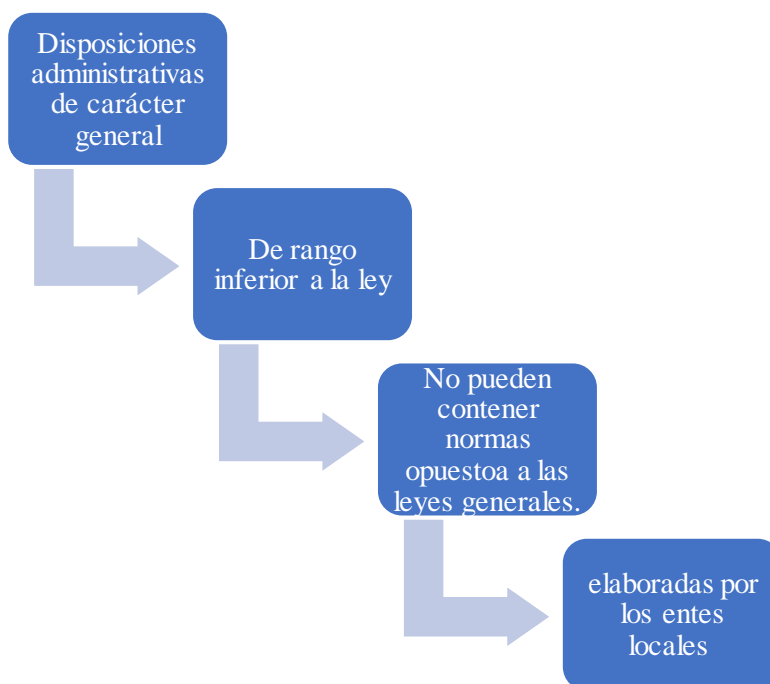 Disposiciones
administrativas
de carácter
general
De rango
inferior a la ley
No pueden
contener
normas
opuestoa a las
leyes generales.
elaboradas por
los entes
locales